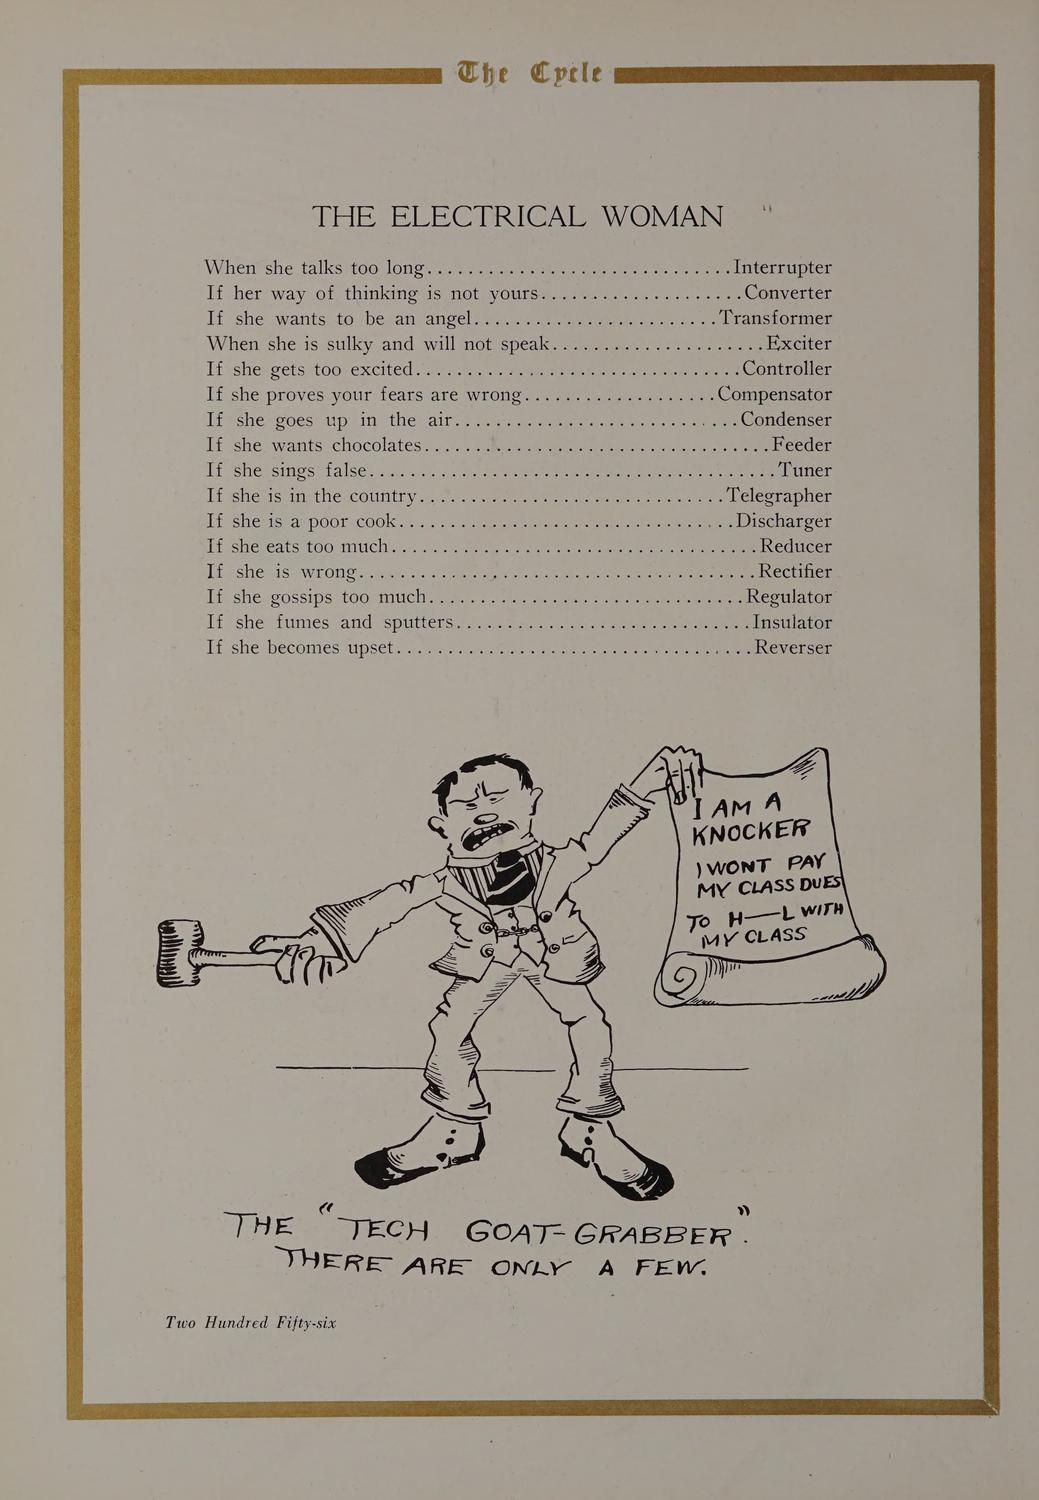 The Cycle
THE ELECTRICAL WOMAN
When she talks too long..............................Interrupter
If her way of thinking is not yours....................Converter
If she wants to be an angel........................Transformer
When she is sulky and will not speak.....................Exciter
If she gets too excited................................Controller
If she proves your fears are wrong...................Compensator
If she goes up in the air............................Condenser
If she wants chocolates..................................Feeder
If she sings false........................................Tuner
If she is in the country..............................Telegrapher
If she is a poor cook.................................Discharger
If she eats too much....................................Reducer
If she is wrong.......................................Rectifier
If she gossips too much...............................Regulator
If she fumes and sputters.............................Insulator
If she becomes upset...................................Reverser
I AM A
KNOCKER
I WONT PAY
MY CLASS DUES
TO H—L WITH
MY CLASS
THE "TECH GOAT-GRABBER".
THERE ARE ONLY A FEW.
Two Hundred Fifty-six